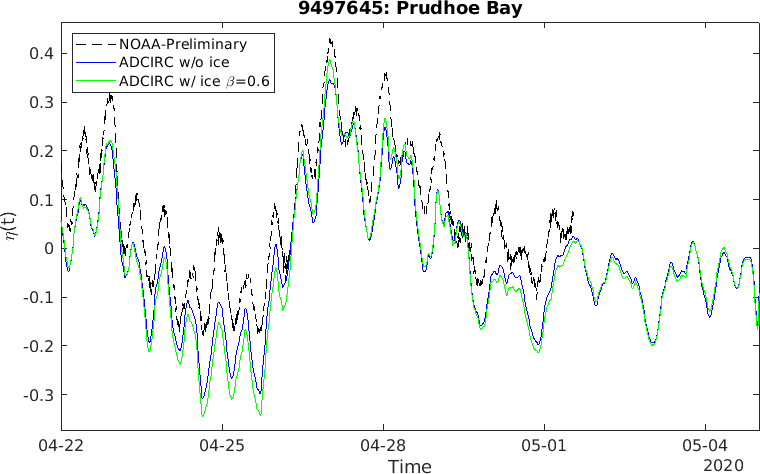 9497645: Prudhoe Bay
NOAA-Preliminary
ADCIRC w/o ice
ADCIRC w/ ice β=0.6
η(t)
0.4
0.3
0.2
0.1
0
-0.1
-0.2
-0.3
04-22
04-25
04-28
05-01
05-04
Time
2020